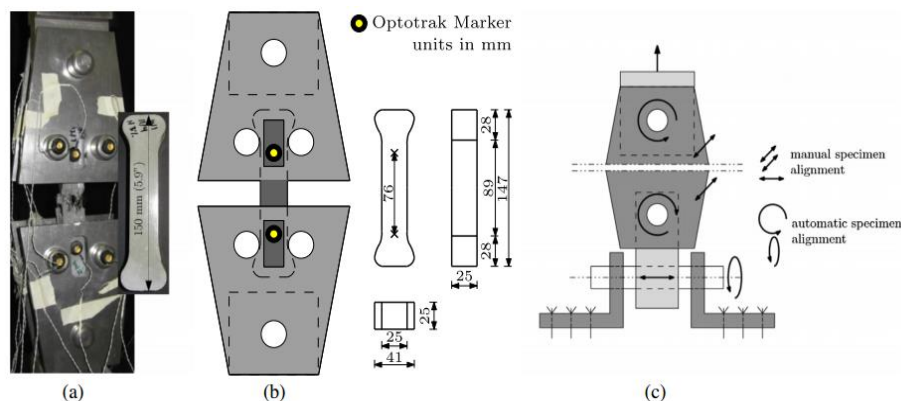 150 mm (5.9")
(a)
Optotrak Marker
units in mm
76
28
89
147
28
25
25
25
41
(b)
manual specimen
alignment
automatic specimen
alignment
(c)